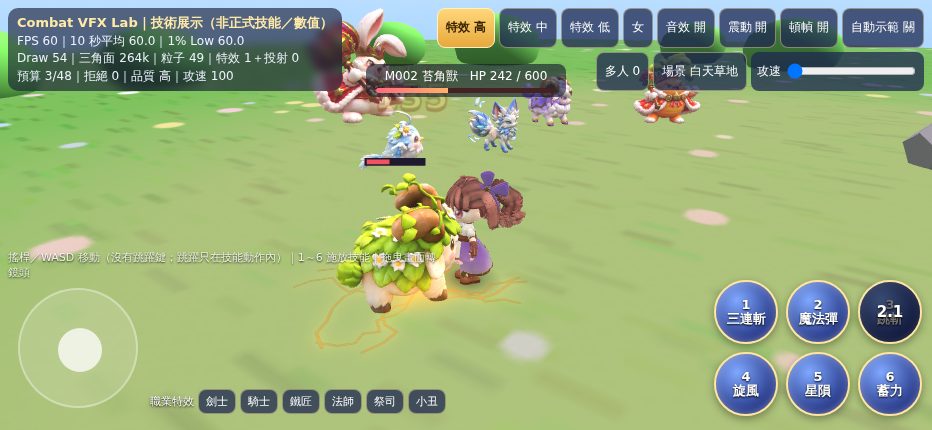 Combat VFX Lab｜技術展示（非正式技能／數值）
FPS 60｜10 秒平均 60.0｜1% Low 60.0
Draw 54｜三角面 264k｜粒子 49｜特效 1＋投射 0
預算 3/48｜拒絕 0｜品質 高｜攻速 100
特效 高
特效 中
特效 低
女
音效 開
震動 開
頓幀 開
自動示範 關
多人 0
場景 白天草地
攻速
M002 苔角獸 HP 242 / 600
搖桿／WASD 移動（沒有跳躍鍵；跳躍只在技能動作內）｜1～6 施放技能
鏡頭
1
三連斬
2
魔法彈
3
2.1
4
旋風
5
星隕
6
蓄力
職業特效
劍士
騎士
鐵匠
法師
祭司
小丑